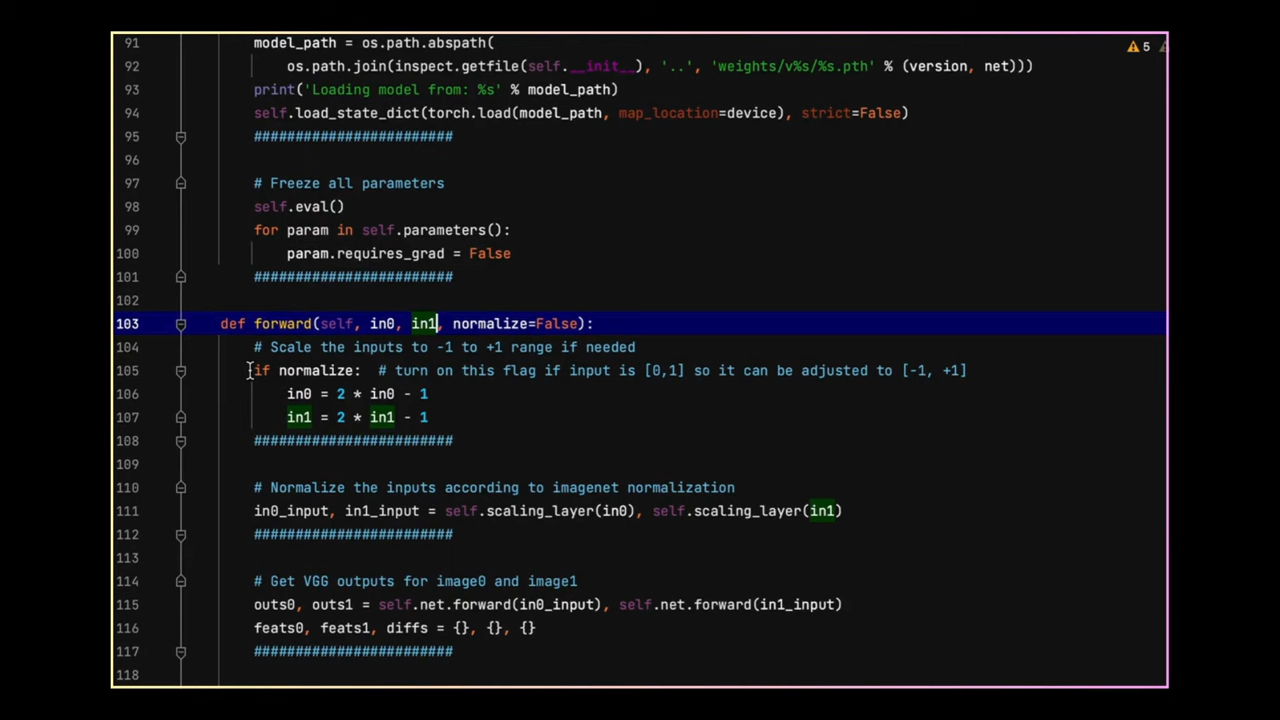 5
91 model_path = os.path.abspath(
92 os.path.join(inspect.getfile(self.__init__), '..', 'weights/v%s/%s.pth' % (version, net)))
93 print('Loading model from: %s' % model_path)
94 self.load_state_dict(torch.load(model_path, map_location=device), strict=False)
95 ########################
96
97 # Freeze all parameters
98 self.eval()
99 for param in self.parameters():
100 param.requires_grad = False
101 ########################
102
103 def forward(self, in0, in1, normalize=False):
104 # Scale the inputs to -1 to +1 range if needed
105 if normalize:  # turn on this flag if input is [0,1] so it can be adjusted to [-1, +1]
106 in0 = 2 * in0 - 1
107 in1 = 2 * in1 - 1
108 ########################
109
110 # Normalize the inputs according to imagenet normalization
111 in0_input, in1_input = self.scaling_layer(in0), self.scaling_layer(in1)
112 ########################
113
114 # Get VGG outputs for image0 and image1
115 outs0, outs1 = self.net.forward(in0_input), self.net.forward(in1_input)
116 feats0, feats1, diffs = {}, {}, {}
117 ########################
118